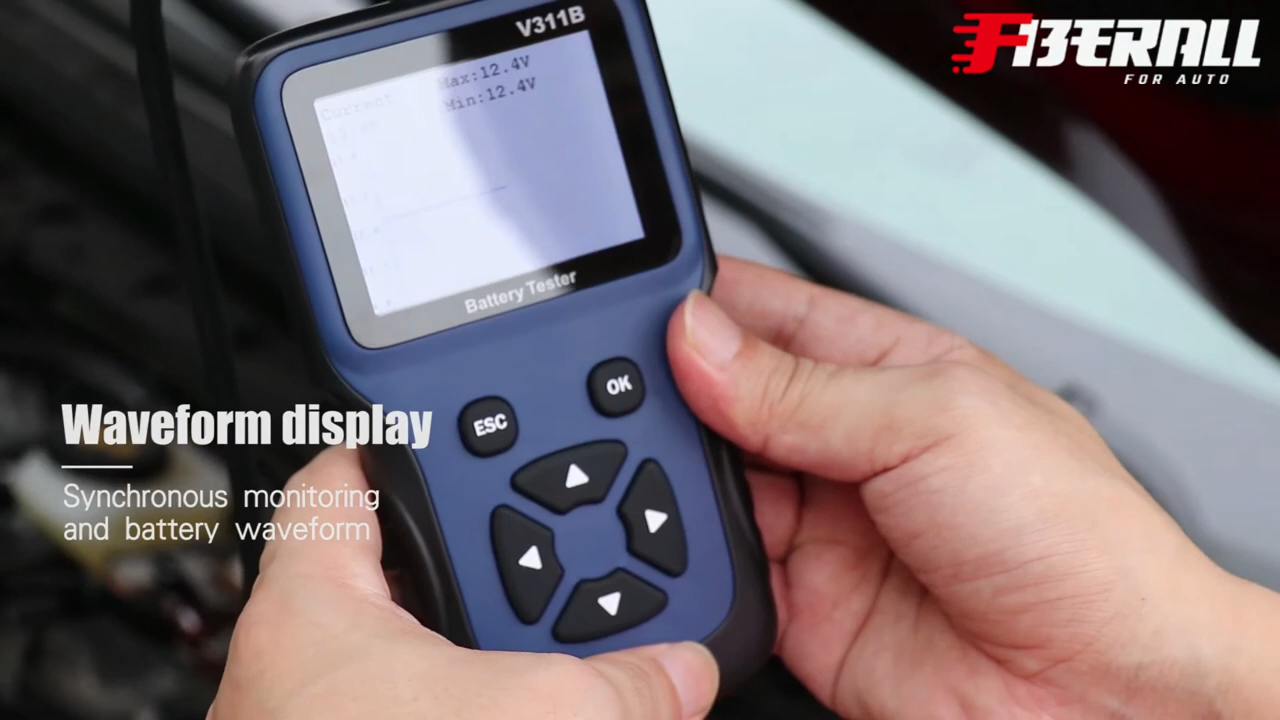 V311B
FIBERALL
FOR AUTO
Max:12.4V
Current
Min:12.4V
Battery Tester
OK
ESC
Waveform display
Synchronous monitoring
and battery waveform